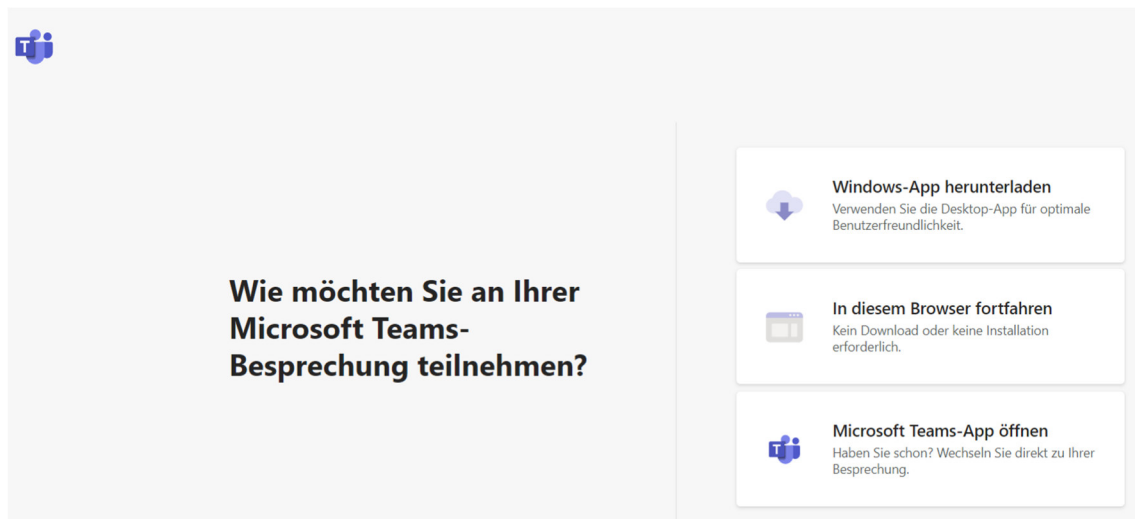 T
Wie möchten Sie an Ihrer
Microsoft Teams-
Besprechung teilnehmen?
Windows-App herunterladen
Verwenden Sie die Desktop-App für optimale
Benutzerfreundlichkeit.
In diesem Browser fortfahren
Kein Download oder keine Installation
erforderlich.
Microsoft Teams-App öffnen
Haben Sie schon? Wechseln Sie direkt zu Ihrer
Besprechung.
T